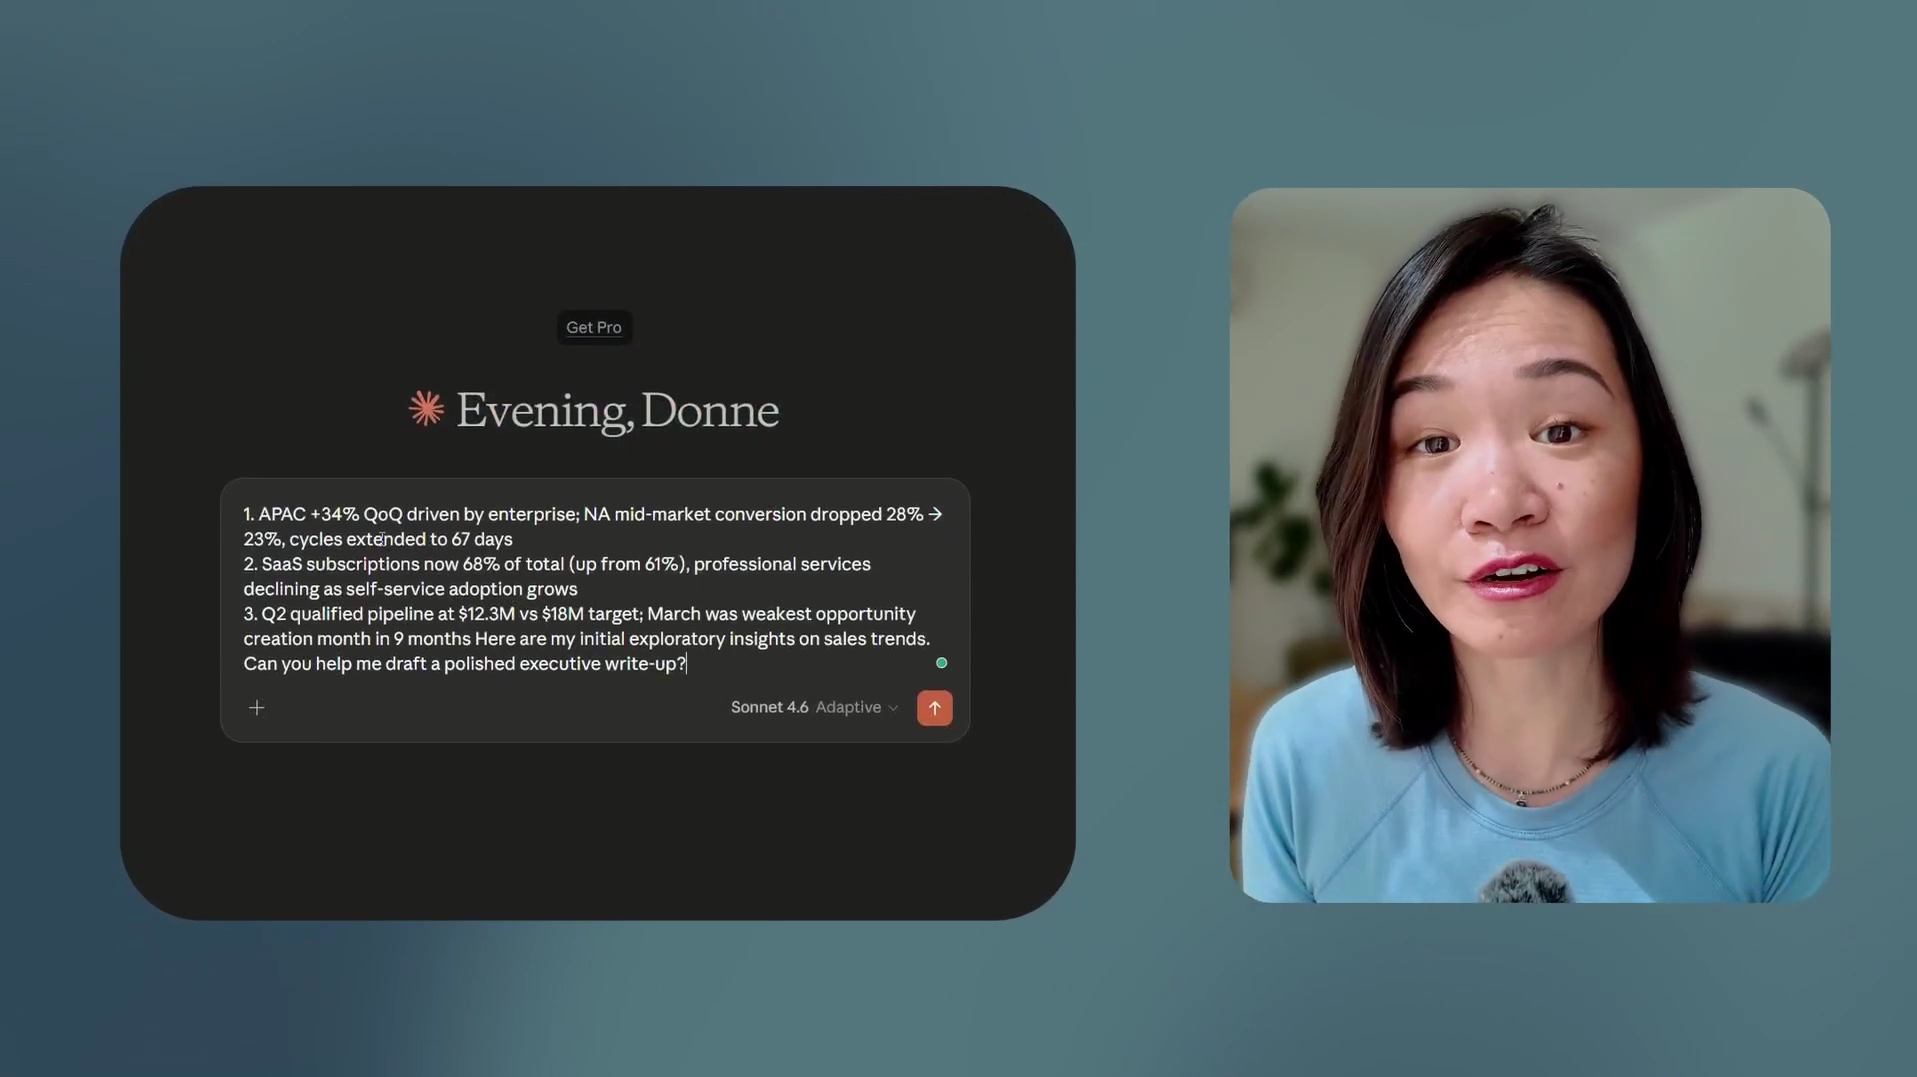 Get Pro
Evening, Donne
1. APAC +34% QoQ driven by enterprise; NA mid-market conversion dropped 28% →
23%, cycles extended to 67 days
2. SaaS subscriptions now 68% of total (up from 61%), professional services
declining as self-service adoption grows
3. Q2 qualified pipeline at $12.3M vs $18M target; March was weakest opportunity
creation month in 9 months Here are my initial exploratory insights on sales trends.
Can you help me draft a polished executive write-up?
Sonnet 4.6 Adaptive